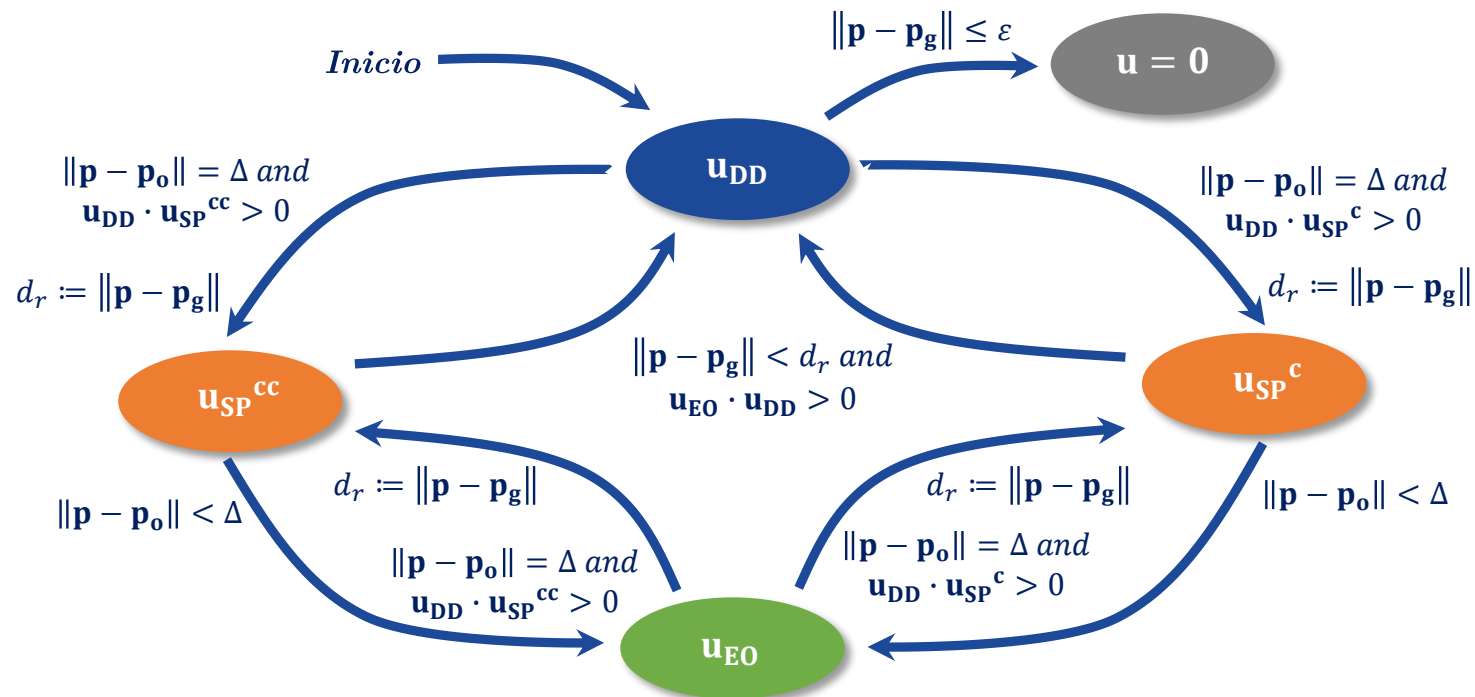 ‖p − p_g‖ ≤ ε
Inicio
u = 0
u_DD
‖p − p_o‖ = Δ and
u_DD · u_SP^cc > 0
d_r ≔ ‖p − p_g‖
‖p − p_o‖ = Δ and
u_DD · u_SP^c > 0
d_r ≔ ‖p − p_g‖
‖p − p_g‖ < d_r and
u_EO · u_DD > 0
u_SP^cc
u_SP^c
‖p − p_o‖ < Δ
d_r ≔ ‖p − p_g‖
‖p − p_o‖ = Δ and
u_DD · u_SP^cc > 0
d_r ≔ ‖p − p_g‖
‖p − p_o‖ = Δ and
u_DD · u_SP^c > 0
‖p − p_o‖ < Δ
u_EO